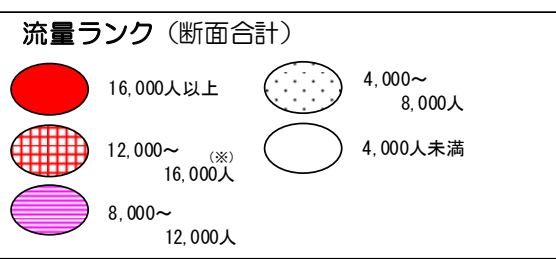 流量ランク（断面合計）
16,000人以上
12,000～
（※）
16,000人
8,000～
12,000人
4,000～
8,000人
4,000人未満